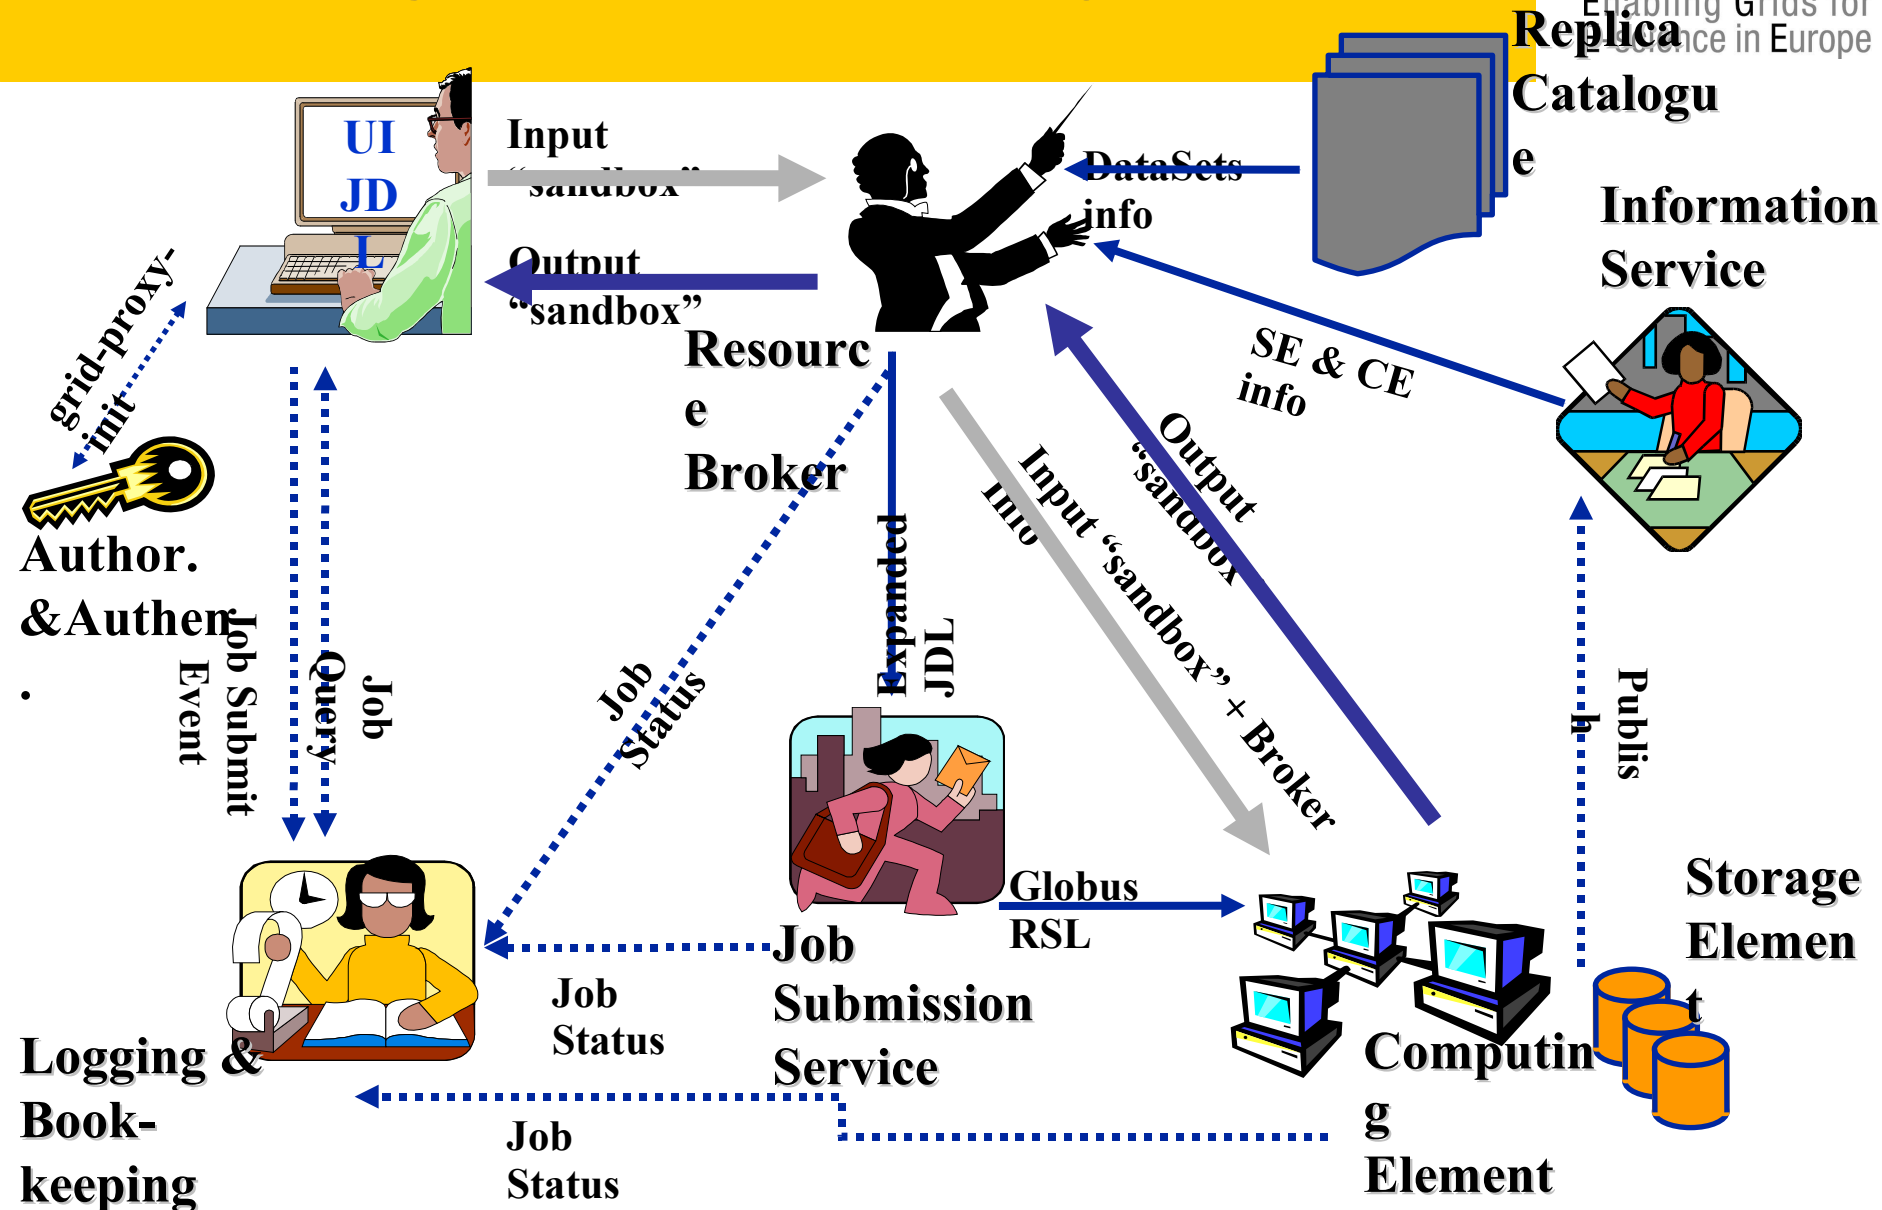 Enabling Grids for
E-science in Europe
Replica
Catalogu
e
UI
JD
L
Input
“sandbox”
DataSets
info
Information
Service
Output
“sandbox”
grid-proxy-
init
Resourc
e
Broker
SE & CE
info
Author.
&Authen
.
Output
“sandbox
Input “sandbox” + Broker
Info
Expanded
JDL
Job Submit
Event
Job
Query
Job
Status
Publis
h
Globus
RSL
Storage
Elemen
t
Job
Submission
Service
Job
Status
Computin
g
Element
Logging &
Book-
keeping
Job
Status